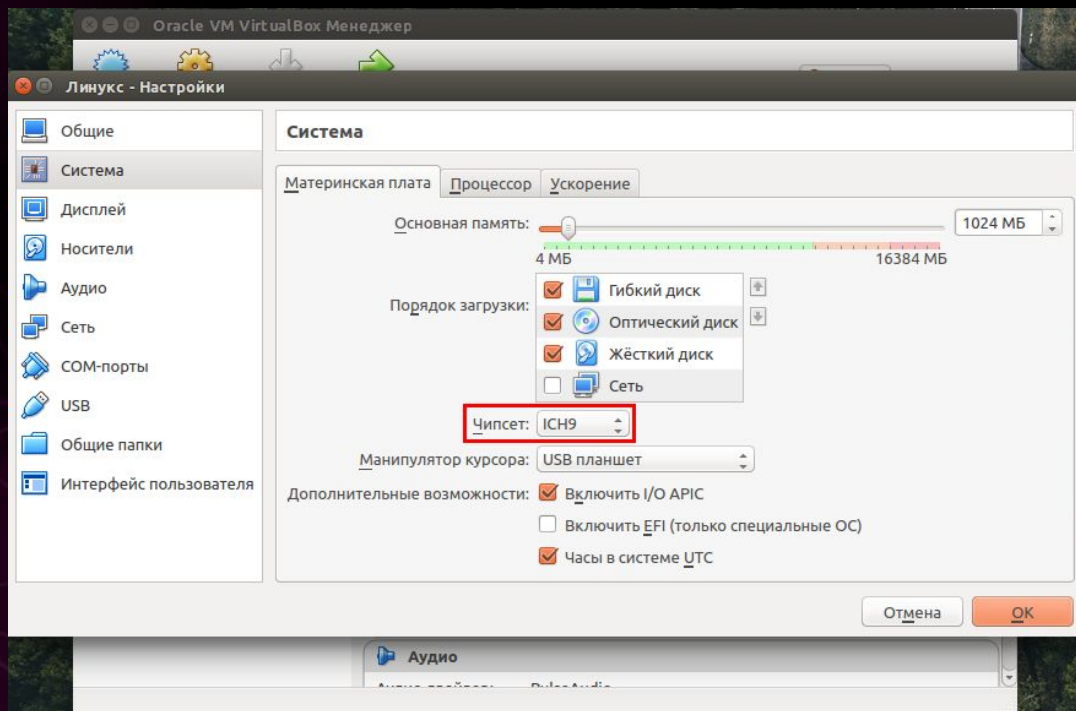 Oracle VM VirtualBox Менеджер
Линукс - Настройки
Общие
Система
Дисплей
Носители
Аудио
Сеть
COM-порты
USB
Общие папки
Интерфейс пользователя
Система
Материнская плата Процессор Ускорение
Основная память: 1024 МБ
4 МБ 16384 МБ
Порядок загрузки:
Гибкий диск
Оптический диск
Жёсткий диск
Сеть
Чипсет: ICH9
Манипулятор курсора: USB планшет
Дополнительные возможности: Включить I/O APIC
Включить EFI (только специальные ОС)
Часы в системе UTC
Отмена OK
Аудио